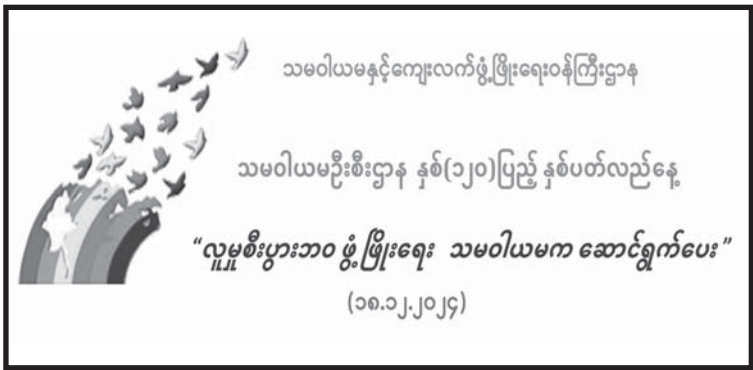 သမဝါယမနှင့်ကျေးလက်ဖွံ့ဖြိုးရေးဝန်ကြီးဌာန
သမဝါယမဦးစီးဌာန နှစ်(၁၂၀)ပြည့် နှစ်ပတ်လည်နေ့
“လူမှုစီးပွားဘဝ ဖွံ့ဖြိုးရေး သမဝါယမက ဆောင်ရွက်ပေး”
(၁၈.၁၂.၂၀၂၄)